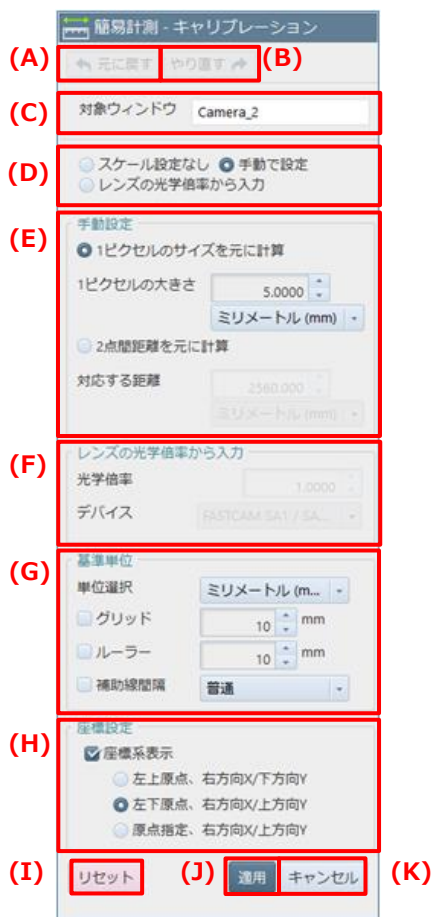 簡易計測 - キャリブレーション
(A) 元に戻す やり直す (B)
(C) 対象ウィンドウ Camera_2
(D) スケール設定なし 手動で設定
レンズの光学倍率から入力
(E) 手動設定
1ピクセルのサイズを元に計算
1ピクセルの大きさ 5.0000
ミリメートル (mm)
2点間距離を元に計算
対応する距離 2560.000
ミリメートル (mm)
(F) レンズの光学倍率から入力
光学倍率 1.0000
デバイス FASTCAM SA1 / SA...
(G) 基準単位
単位選択 ミリメートル (m...
グリッド 10 mm
ルーラー 10 mm
補助線間隔 普通
(H) 座標設定
座標系表示
左上原点、右方向X/下方向Y
左下原点、右方向X/上方向Y
原点指定、右方向X/上方向Y
(I) リセット (J) 適用 キャンセル (K)